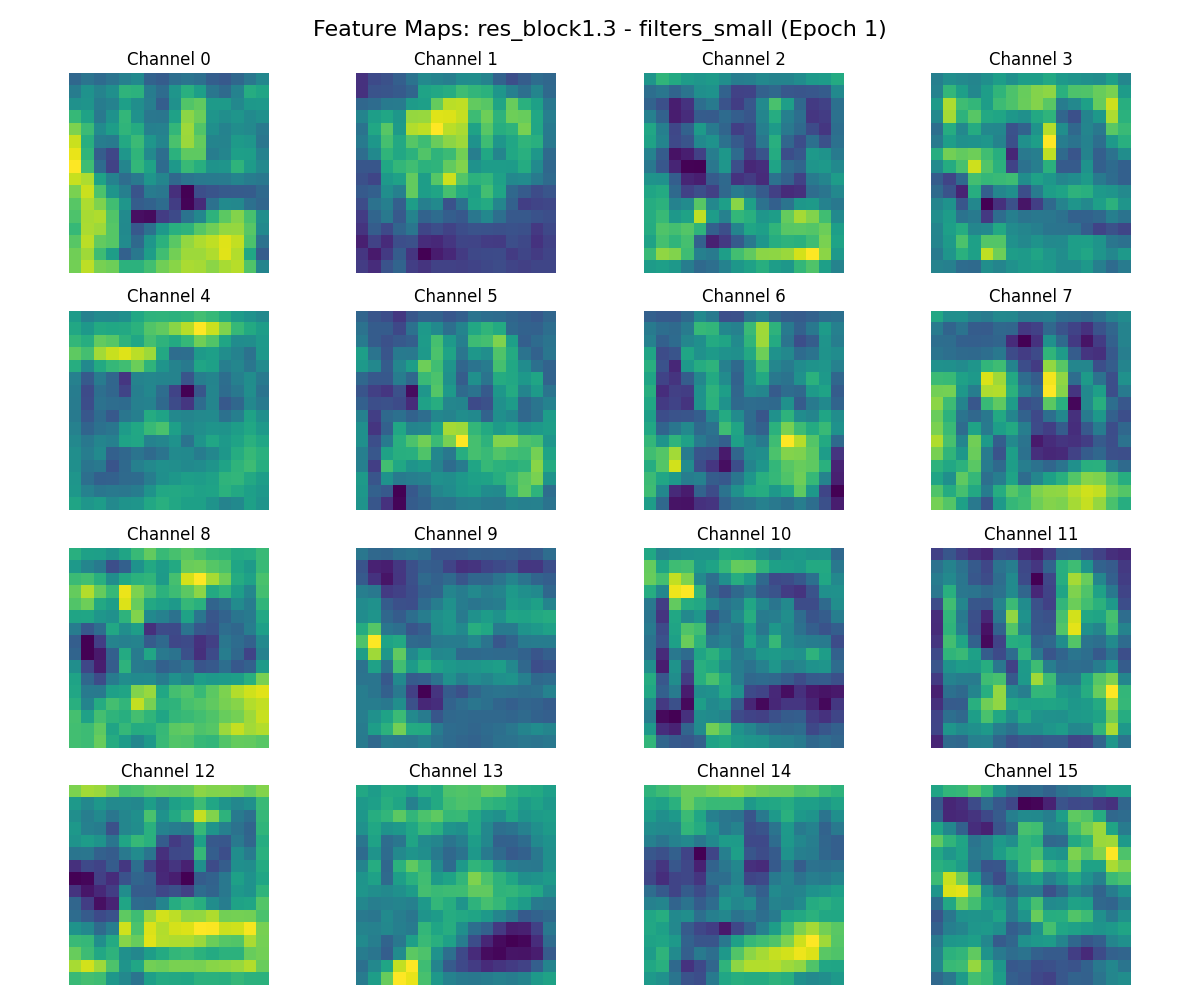 Feature Maps: res_block1.3 - filters_small (Epoch 1)
Channel 0 Channel 1 Channel 2 Channel 3
Channel 4 Channel 5 Channel 6 Channel 7
Channel 8 Channel 9 Channel 10 Channel 11
Channel 12 Channel 13 Channel 14 Channel 15